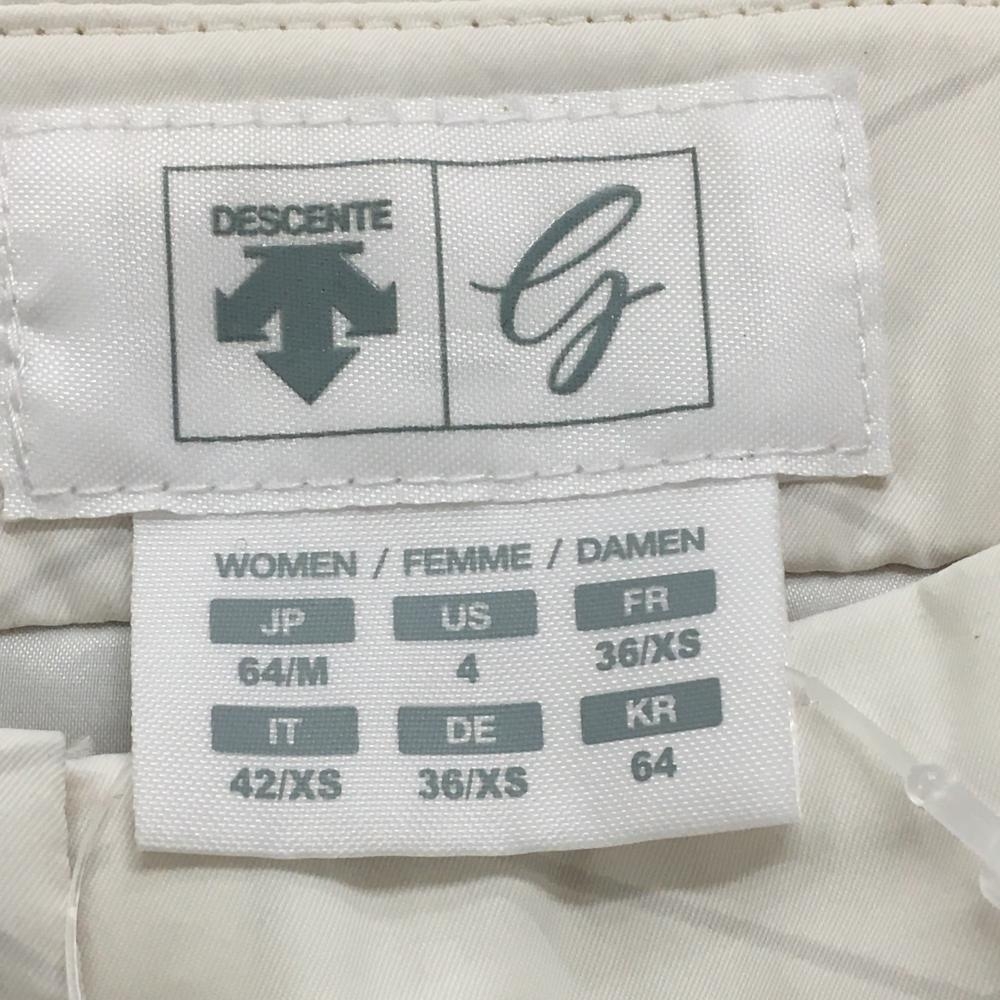 DESCENTE
G
WOMEN / FEMME / DAMEN
JP US FR
64/M 4 36/XS
IT DE KR
42/XS 36/XS 64